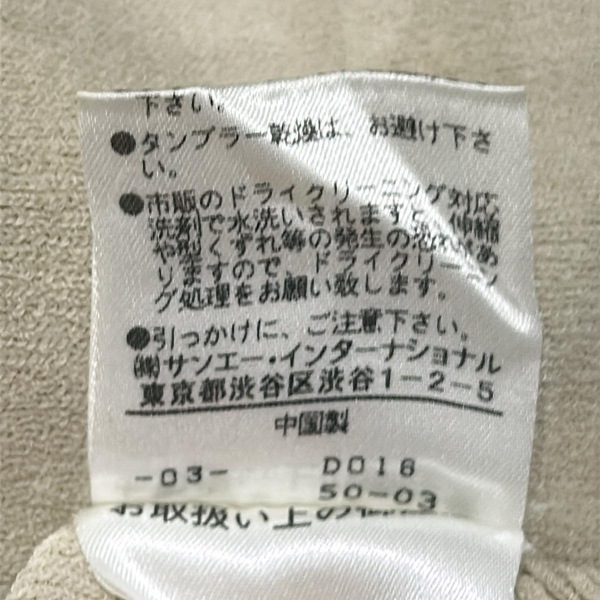 下さい。
●タンブラー乾燥は、お避け下さ
い。
●市販のドライクリーニング対応
洗剤で水洗いされますと、伸縮
や型くずれ等の発生の恐れがあ
りますので、ドライクリーニン
グ処理をお願い致します。
●引っかけに、ご注意下さい。
㈱サンエー・インターナショナル
東京都渋谷区渋谷1-2-5
中国製
-03- D016
50-03
お取扱い上の